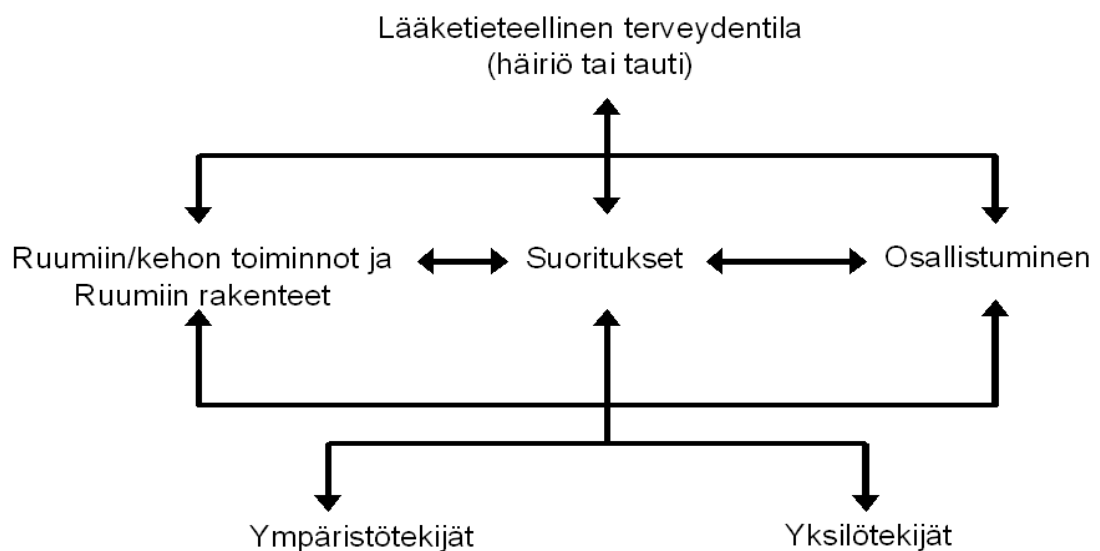 Lääketieteellinen terveydentila
(häiriö tai tauti)
Ruumiin/kehon toiminnot ja
Ruumiin rakenteet
Suoritukset
Osallistuminen
Ympäristötekijät
Yksilötekijät